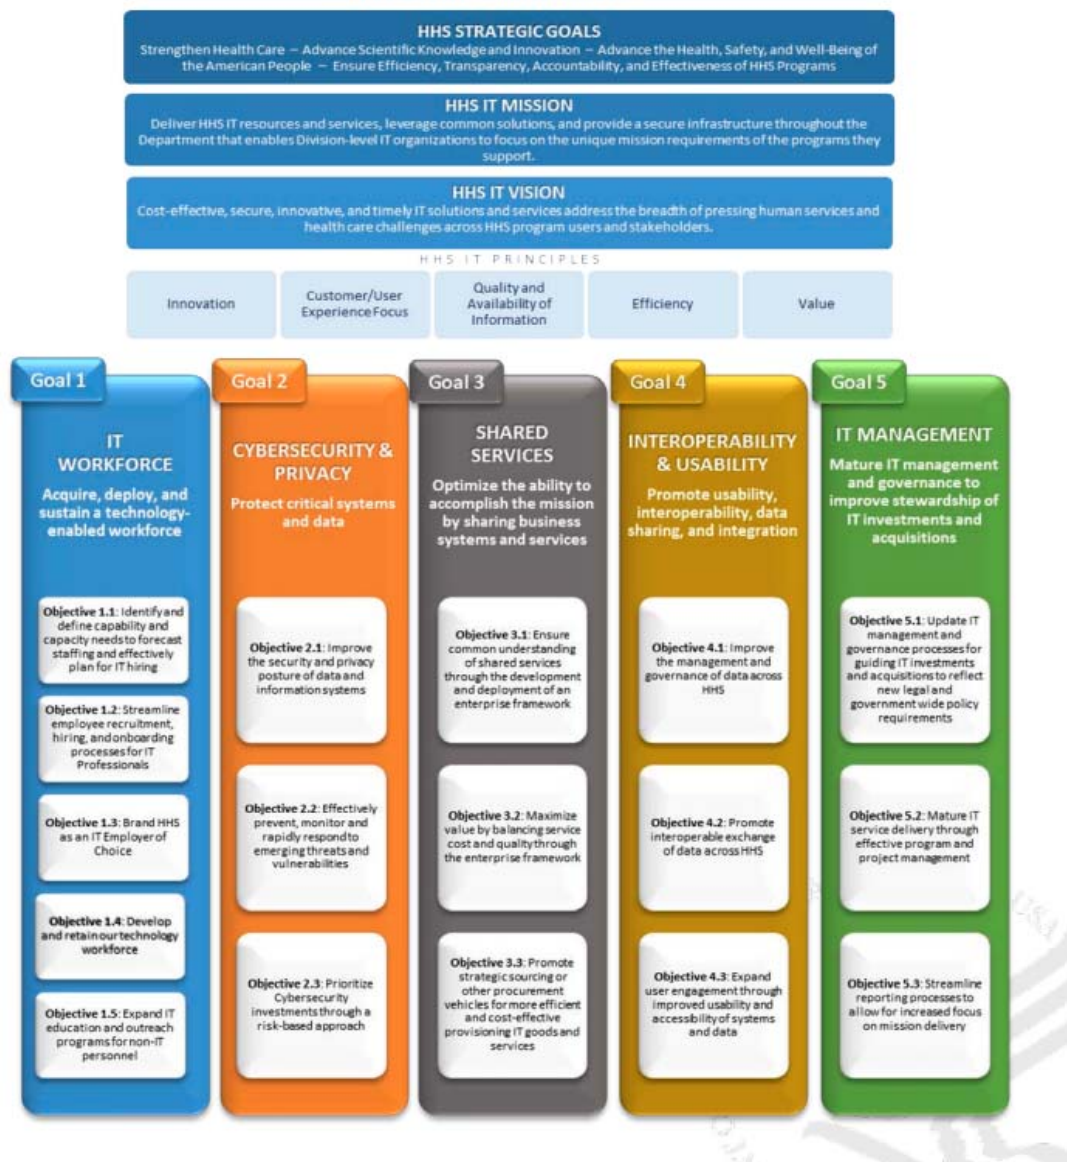 HHS STRATEGIC GOALS
Strengthen Health Care – Advance Scientific Knowledge and Innovation – Advance the Health, Safety, and Well-Being of
the American People – Ensure Efficiency, Transparency, Accountability, and Effectiveness of HHS Programs
HHS IT MISSION
Deliver HHS IT resources and services, leverage common solutions, and provide a secure infrastructure throughout the
Department that enables Division-level IT organizations to focus on the unique mission requirements of the programs they
support.
HHS IT VISION
Cost-effective, secure, innovative, and timely IT solutions and services address the breadth of pressing human services and
health care challenges across HHS program users and stakeholders.
HHS IT PRINCIPLES
Innovation
Customer/User
Experience Focus
Quality and
Availability of
Information
Efficiency
Value
Goal 1
IT
WORKFORCE
Acquire, deploy, and
sustain a technology-
enabled workforce
Objective 1.1: Identify and
define capability and
capacity needs to forecast
staffing and effectively
plan for IT hiring
Objective 1.2: Streamline
employee recruitment,
hiring, and onboarding
processes for IT
Professionals
Objective 1.3: Brand HHS
as an IT Employer of
Choice
Objective 1.4: Develop
and retain our technology
workforce
Objective 1.5: Expand IT
education and outreach
programs for non-IT
personnel
Goal 2
CYBERSECURITY &
PRIVACY
Protect critical systems
and data
Objective 2.1: Improve
the security and privacy
posture of data and
information systems
Objective 2.2: Effectively
prevent, monitor and
rapidly respond to
emerging threats and
vulnerabilities
Objective 2.3: Prioritize
Cybersecurity
investments through a
risk-based approach
Goal 3
SHARED
SERVICES
Optimize the ability to
accomplish the mission
by sharing business
systems and services
Objective 3.1: Ensure
common understanding
of shared services
through the development
and deployment of an
enterprise framework
Objective 3.2: Maximize
value by balancing service
cost and quality through
the enterprise framework
Objective 3.3: Promote
strategic sourcing or
other procurement
vehicles for more efficient
and cost-effective
provisioning IT goods and
services
Goal 4
INTEROPERABILITY
& USABILITY
Promote usability,
interoperability, data
sharing, and integration
Objective 4.1: Improve
the management and
governance of data across
HHS
Objective 4.2: Promote
interoperable exchange
of data across HHS
Objective 4.3: Expand
user engagement through
improved usability and
accessibility of systems
and data
Goal 5
IT MANAGEMENT
Mature IT management
and governance to
improve stewardship of
IT investments and
acquisitions
Objective 5.1: Update IT
management and
governance processes for
guiding IT investments
and acquisitions to reflect
new legal and
government wide policy
requirements
Objective 5.2: Mature IT
service delivery through
effective program and
project management
Objective 5.3: Streamline
reporting processes to
allow for increased focus
on mission delivery
USA